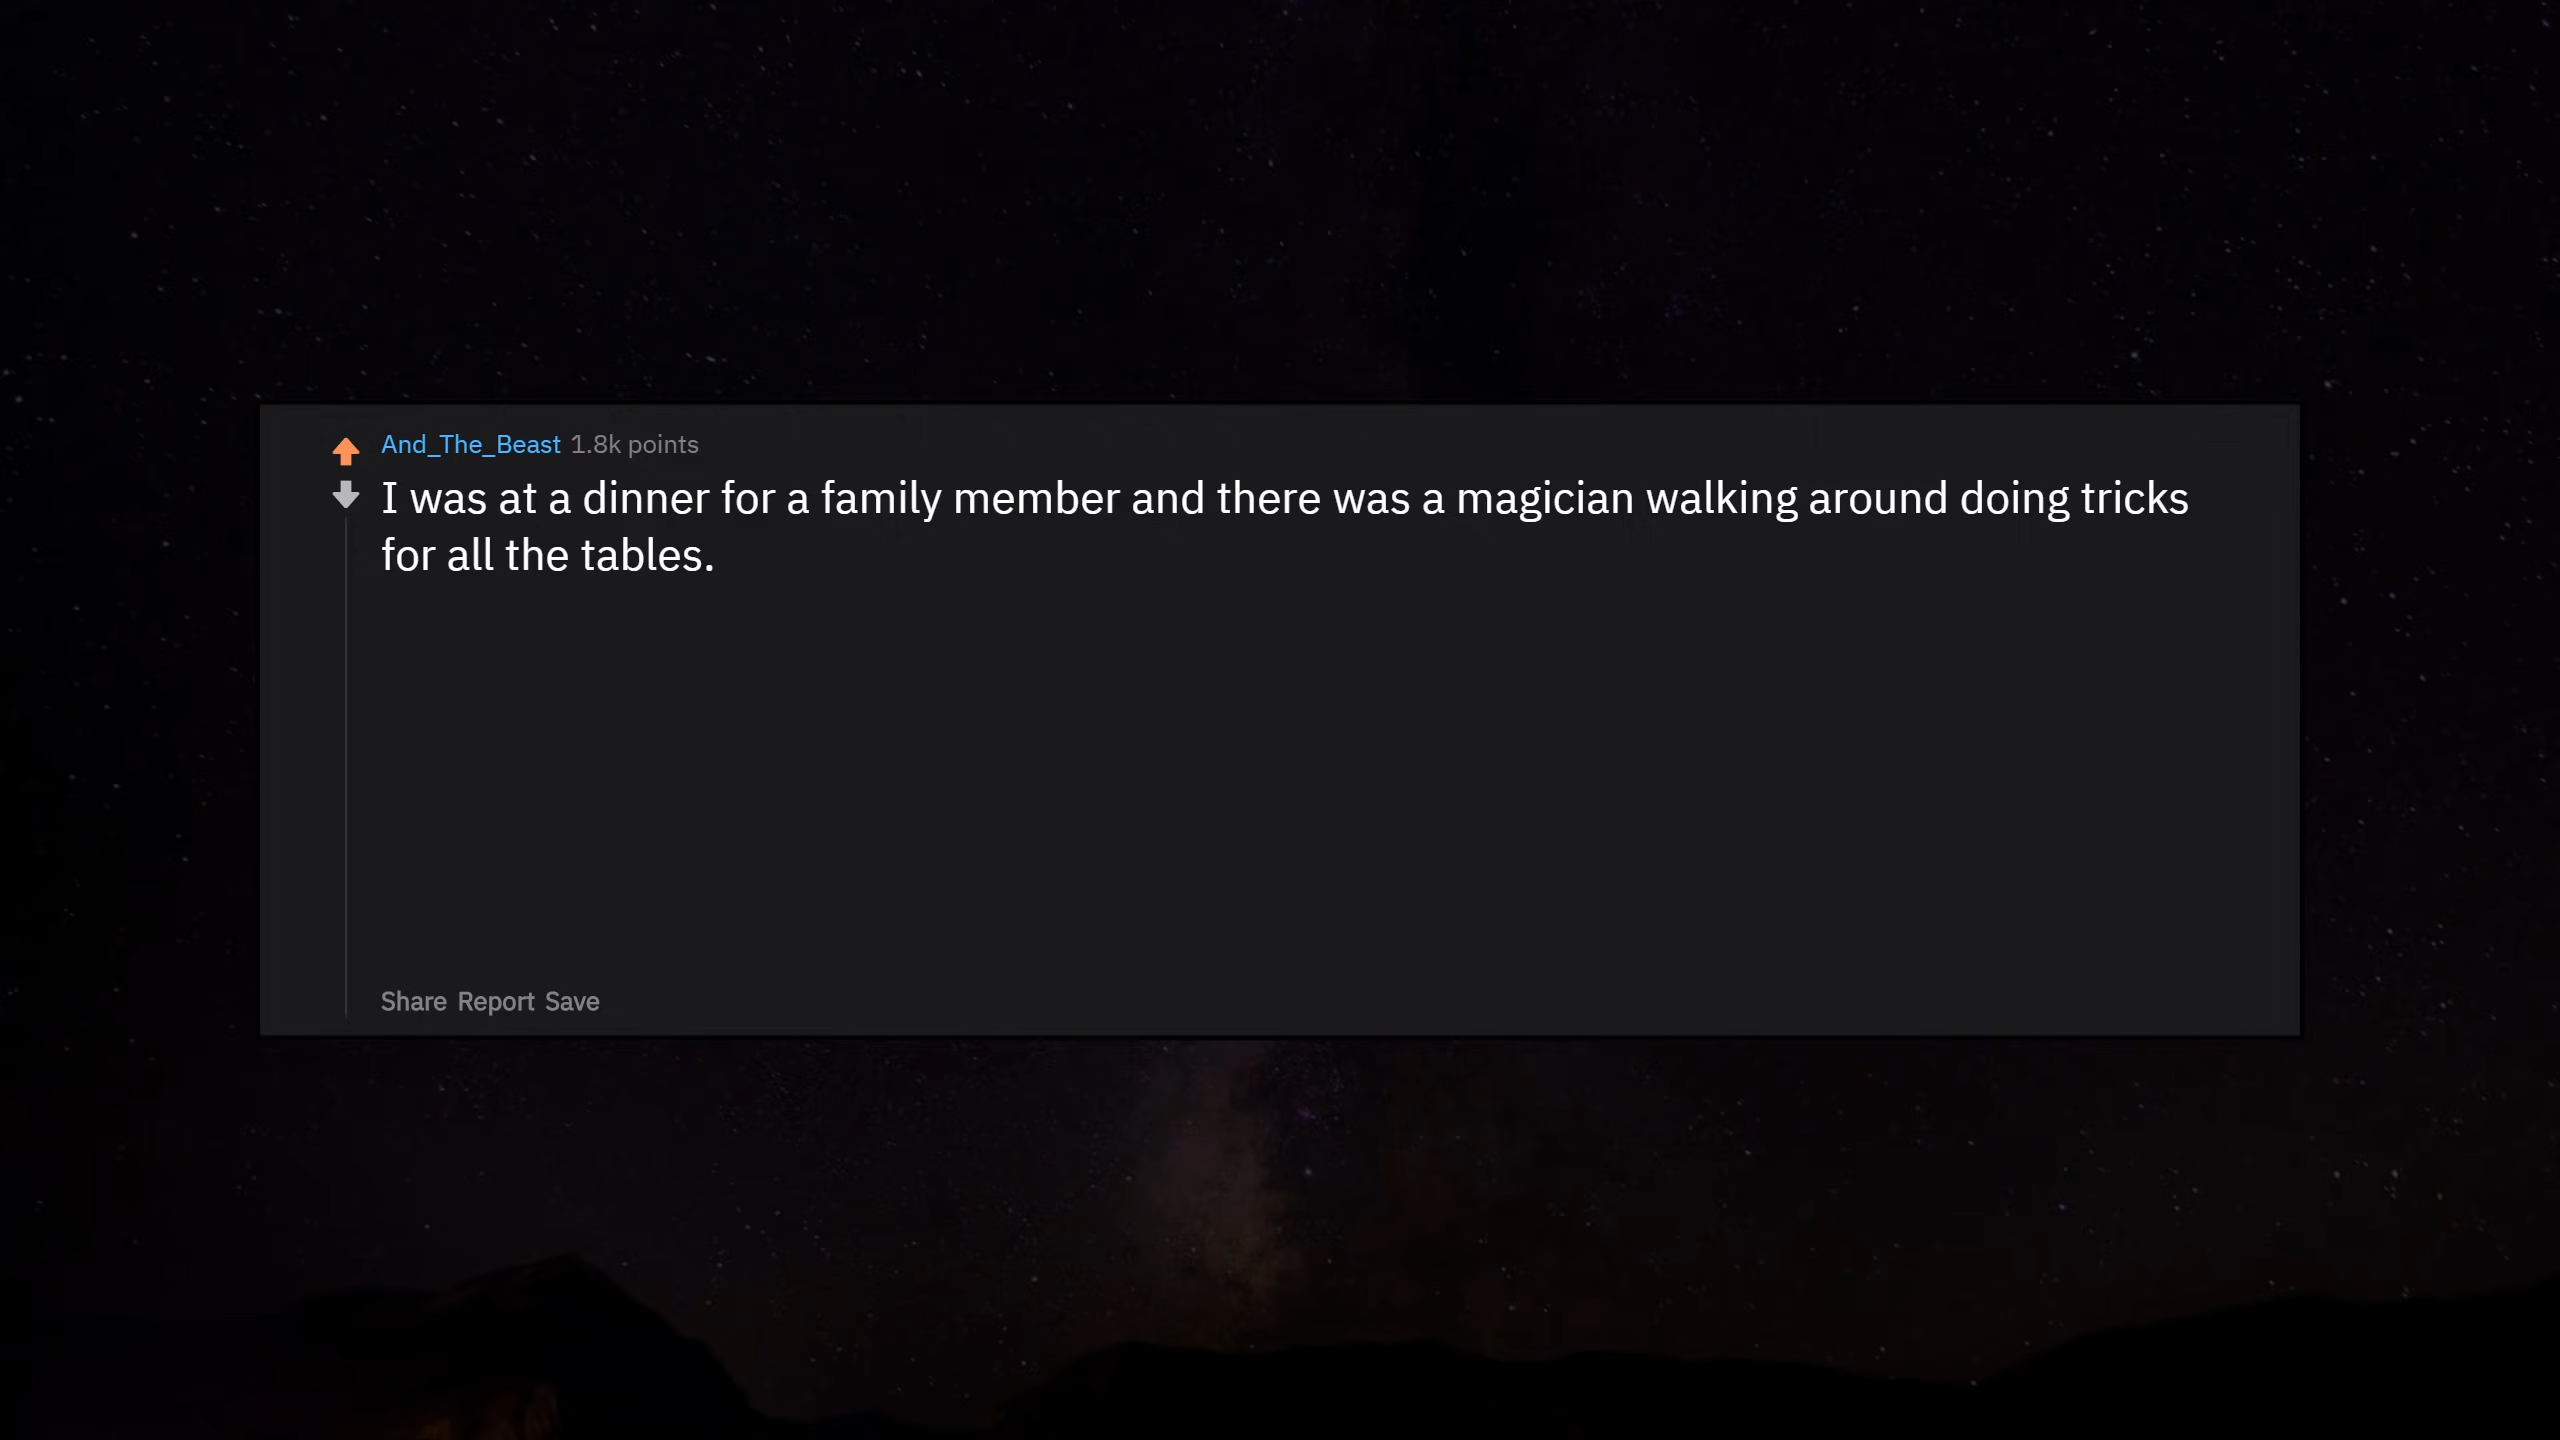 And_The_Beast 1.8k points
I was at a dinner for a family member and there was a magician walking around doing tricks
for all the tables.
Share Report Save